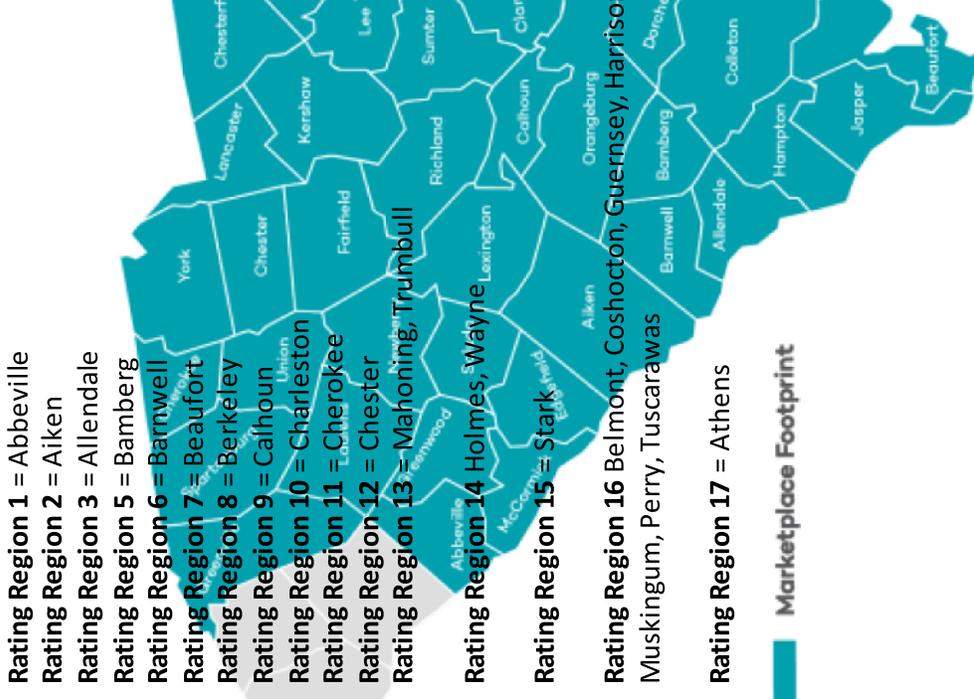 Rating Region 1 = Abbeville
Rating Region 2 = Aiken
Rating Region 3 = Allendale
Rating Region 5 = Bamberg
Rating Region 6 = Barnwell
Rating Region 7 = Beaufort
Rating Region 8 = Berkeley
Rating Region 9 = Calhoun
Rating Region 10 = Charleston
Rating Region 11 = Cherokee
Rating Region 12 = Chester
Rating Region 13 = Mahoning, Trumbull
Rating Region 14 Holmes, Wayne
Rating Region 15 = Stark
Rating Region 16 Belmont, Coshocton, Guernsey, Harriso
Muskingum, Perry, Tuscarawas
Rating Region 17 = Athens
Marketplace Footprint
York
Chester
Union
Fairfield
Lancaster
Chesterf
Kershaw
Lee
Sumter
Richland
Lexington
Calhoun
Clar
Orangeburg
Greenwood
Abbeville
McCormi
Edgefield
Aiken
Barnwell
Bamberg
Allendale
Dorche
Colleton
Hampton
Jasper
Beaufort